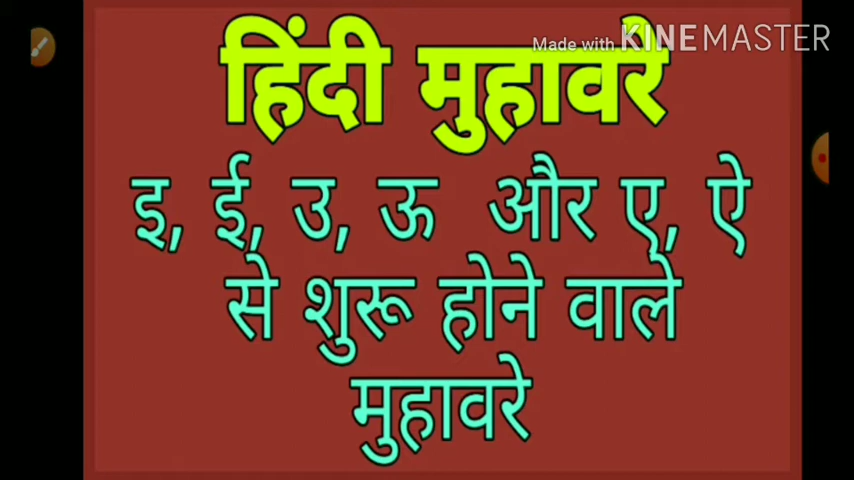 Made with KINEMASTER
हिंदी मुहावरे
इ, ई, उ, ऊ और ए, ऐ
से शुरू होने वाले
मुहावरे